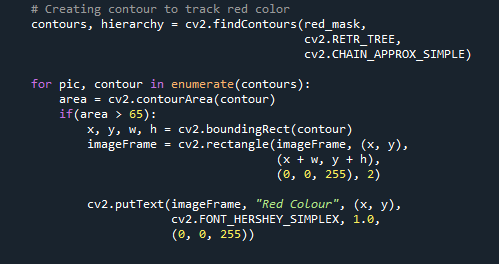 # Creating contour to track red color
contours, hierarchy = cv2.findContours(red_mask,
cv2.RETR_TREE,
cv2.CHAIN_APPROX_SIMPLE)
for pic, contour in enumerate(contours):
area = cv2.contourArea(contour)
if(area > 65):
x, y, w, h = cv2.boundingRect(contour)
imageFrame = cv2.rectangle(imageFrame, (x, y),
(x + w, y + h),
(0, 0, 255), 2)
cv2.putText(imageFrame, "Red Colour", (x, y),
cv2.FONT_HERSHEY_SIMPLEX, 1.0,
(0, 0, 255))